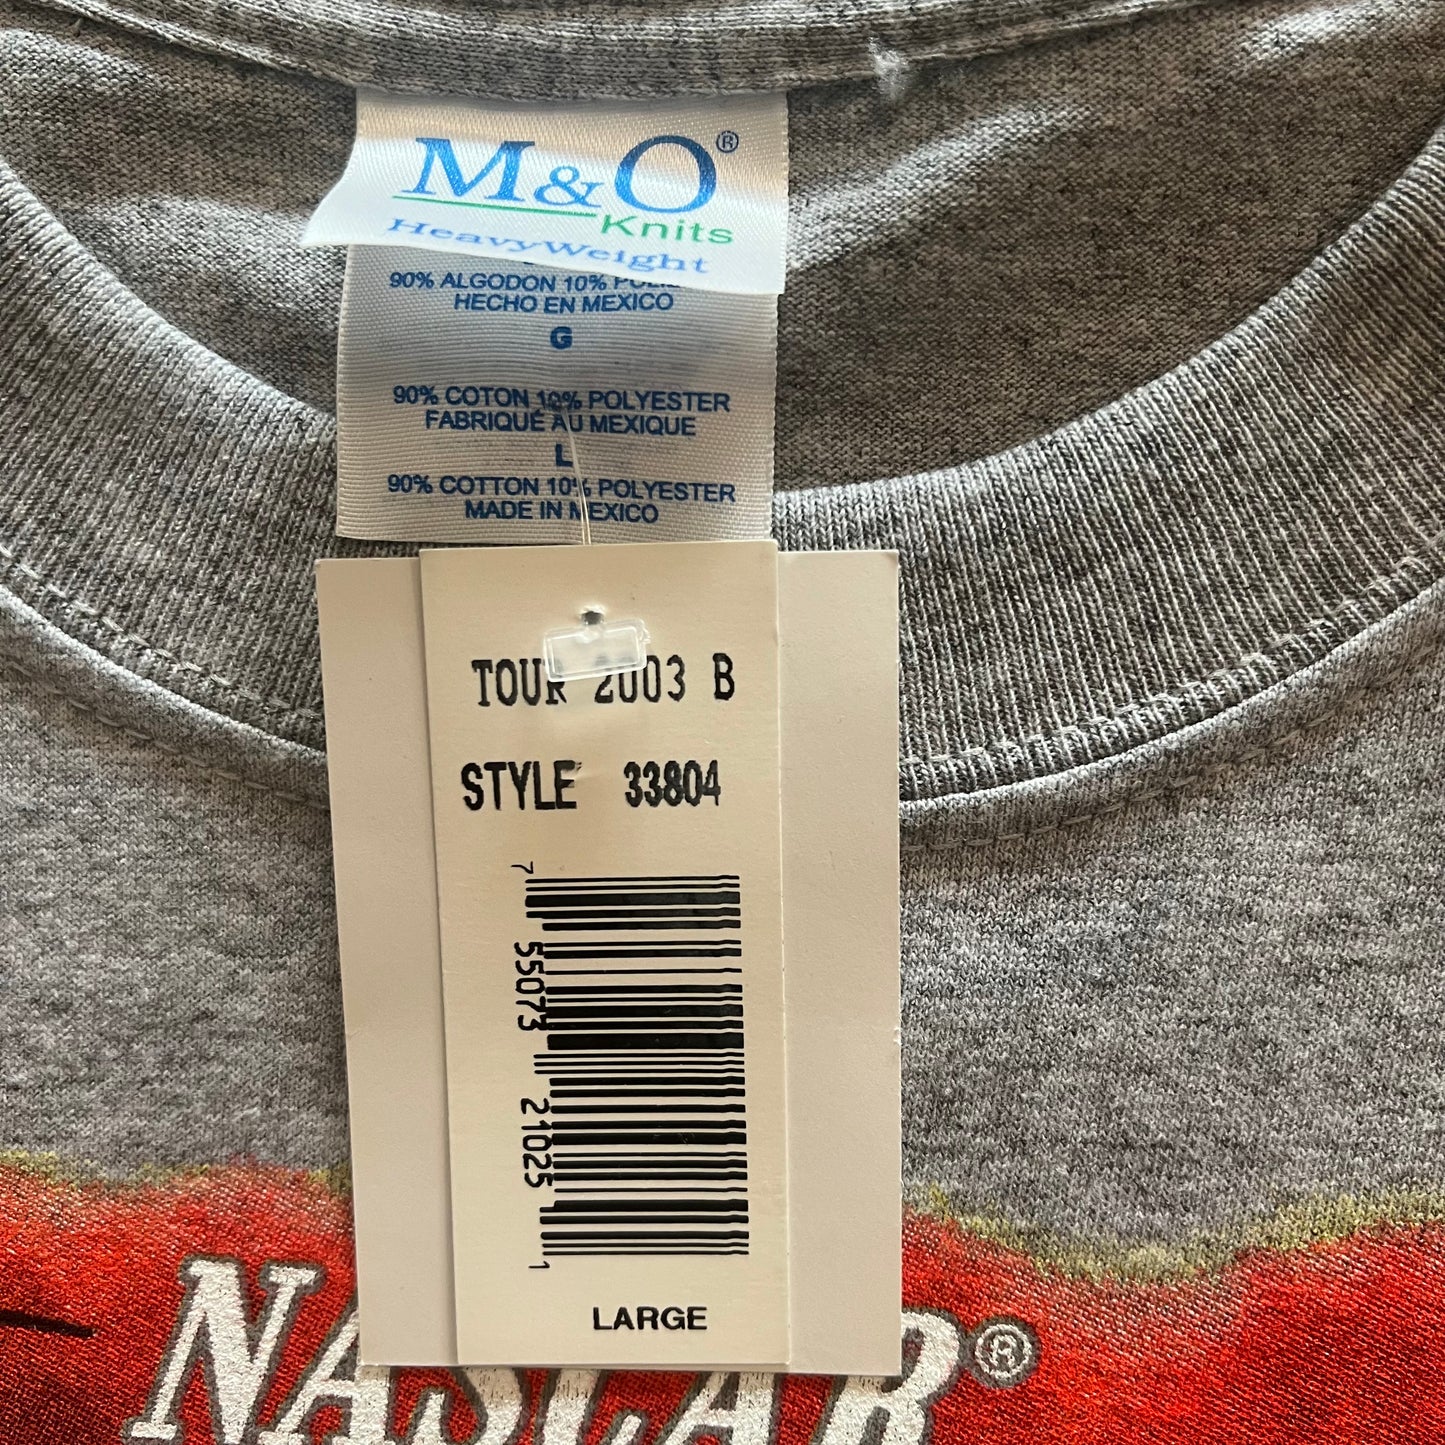 M&O®
Knits
HeavyWeight
90% ALGODON 10%
HECHO EN MEXICO
G
90% COTON 10% POLYESTER
FABRIQUÉ AU MEXIQUE
L
90% COTTON 10% POLYESTER
MADE IN MEXICO
TOUR 2003 B
STYLE 33804
7 55073 21025 1
LARGE
NASCAR®